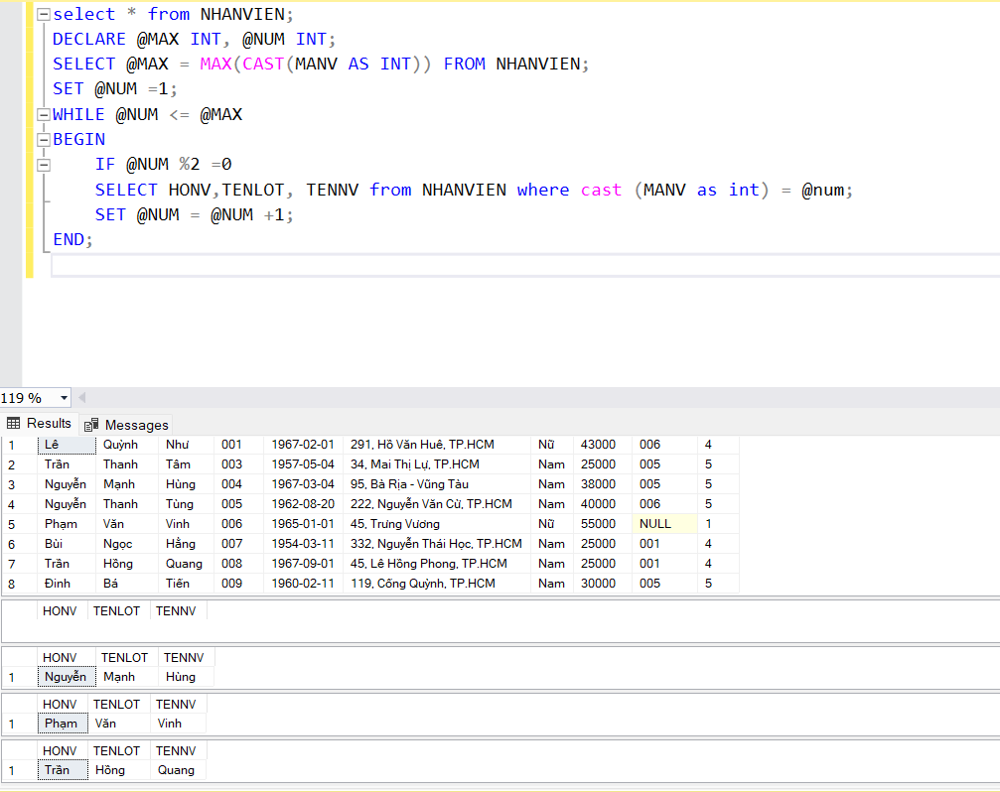 select * from NHANVIEN;
DECLARE @MAX INT, @NUM INT;
SELECT @MAX = MAX(CAST(MANV AS INT)) FROM NHANVIEN;
SET @NUM =1;
WHILE @NUM <= @MAX
BEGIN
IF @NUM %2 =0
SELECT HONV,TENLOT, TENNV from NHANVIEN where cast (MANV as int) = @num;
SET @NUM = @NUM +1;
END;
119 %
Results Messages
1 Lê Quỳnh Như 001 1967-02-01 291, Hồ Văn Huê, TP.HCM Nữ 43000 006 4
2 Trần Thanh Tâm 003 1957-05-04 34, Mai Thị Lự, TP.HCM Nam 25000 005 5
3 Nguyễn Mạnh Hùng 004 1967-03-04 95, Bà Rịa - Vũng Tàu Nam 38000 005 5
4 Nguyễn Thanh Tùng 005 1962-08-20 222, Nguyễn Văn Cừ, TP.HCM Nam 40000 006 5
5 Phạm Văn Vinh 006 1965-01-01 45, Trưng Vương Nữ 55000 NULL 1
6 Bùi Ngọc Hằng 007 1954-03-11 332, Nguyễn Thái Học, TP.HCM Nam 25000 001 4
7 Trần Hồng Quang 008 1967-09-01 45, Lê Hồng Phong, TP.HCM Nam 25000 001 4
8 Đinh Bá Tiến 009 1960-02-11 119, Cống Quỳnh, TP.HCM Nam 30000 005 5
HONV TENLOT TENNV
HONV TENLOT TENNV
1 Nguyễn Mạnh Hùng
HONV TENLOT TENNV
1 Phạm Văn Vinh
HONV TENLOT TENNV
1 Trần Hồng Quang